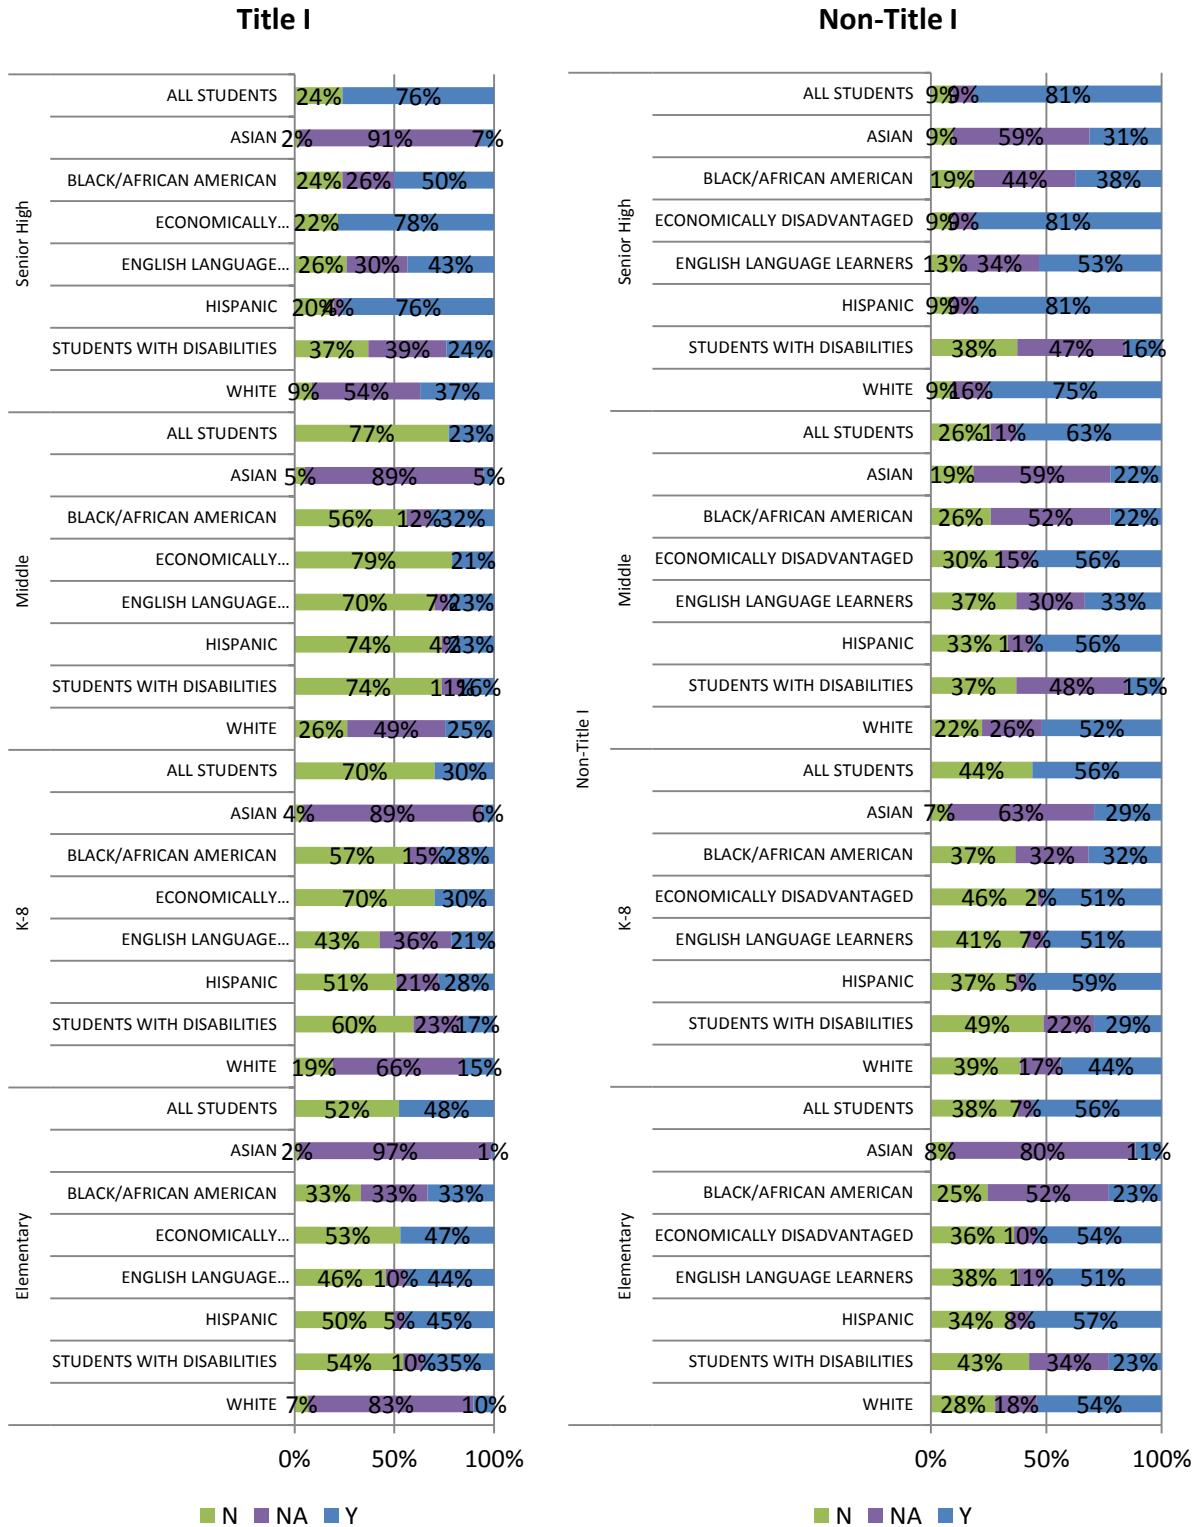 Title I
Senior High
ALL STUDENTS 24% 76%
ASIAN 2% 91% 7%
BLACK/AFRICAN AMERICAN 24% 26% 50%
ECONOMICALLY… 22% 78%
ENGLISH LANGUAGE… 26% 30% 43%
HISPANIC 20% 4% 76%
STUDENTS WITH DISABILITIES 37% 39% 24%
WHITE 9% 54% 37%
Middle
ALL STUDENTS 77% 23%
ASIAN 5% 89% 5%
BLACK/AFRICAN AMERICAN 56% 12% 32%
ECONOMICALLY… 79% 21%
ENGLISH LANGUAGE… 70% 7% 23%
HISPANIC 74% 4% 23%
STUDENTS WITH DISABILITIES 74% 11% 16%
WHITE 26% 49% 25%
K-8
ALL STUDENTS 70% 30%
ASIAN 4% 89% 6%
BLACK/AFRICAN AMERICAN 57% 15% 28%
ECONOMICALLY… 70% 30%
ENGLISH LANGUAGE… 43% 36% 21%
HISPANIC 51% 21% 28%
STUDENTS WITH DISABILITIES 60% 23% 17%
WHITE 19% 66% 15%
Elementary
ALL STUDENTS 52% 48%
ASIAN 2% 97% 1%
BLACK/AFRICAN AMERICAN 33% 33% 33%
ECONOMICALLY… 53% 47%
ENGLISH LANGUAGE… 46% 10% 44%
HISPANIC 50% 5% 45%
STUDENTS WITH DISABILITIES 54% 10% 35%
WHITE 7% 83% 10%
0% 50% 100%
N NA Y
Non-Title I
Non-Title I
Senior High
ALL STUDENTS 9% 9% 81%
ASIAN 9% 59% 31%
BLACK/AFRICAN AMERICAN 19% 44% 38%
ECONOMICALLY DISADVANTAGED 9% 9% 81%
ENGLISH LANGUAGE LEARNERS 13% 34% 53%
HISPANIC 9% 9% 81%
STUDENTS WITH DISABILITIES 38% 47% 16%
WHITE 9% 16% 75%
Middle
ALL STUDENTS 26% 11% 63%
ASIAN 19% 59% 22%
BLACK/AFRICAN AMERICAN 26% 52% 22%
ECONOMICALLY DISADVANTAGED 30% 15% 56%
ENGLISH LANGUAGE LEARNERS 37% 30% 33%
HISPANIC 33% 11% 56%
STUDENTS WITH DISABILITIES 37% 48% 15%
WHITE 22% 26% 52%
K-8
ALL STUDENTS 44% 56%
ASIAN 7% 63% 29%
BLACK/AFRICAN AMERICAN 37% 32% 32%
ECONOMICALLY DISADVANTAGED 46% 2% 51%
ENGLISH LANGUAGE LEARNERS 41% 7% 51%
HISPANIC 37% 5% 59%
STUDENTS WITH DISABILITIES 49% 22% 29%
WHITE 39% 17% 44%
Elementary
ALL STUDENTS 38% 7% 56%
ASIAN 8% 80% 11%
BLACK/AFRICAN AMERICAN 25% 52% 23%
ECONOMICALLY DISADVANTAGED 36% 10% 54%
ENGLISH LANGUAGE LEARNERS 38% 11% 51%
HISPANIC 34% 8% 57%
STUDENTS WITH DISABILITIES 43% 34% 23%
WHITE 28% 18% 54%
0% 50% 100%
N NA Y